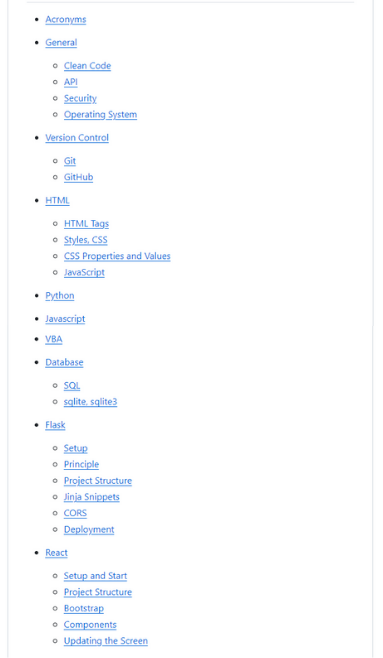 Acronyms
General
Clean Code
API
Security
Operating System
Version Control
Git
GitHub
HTML
HTML Tags
Styles, CSS
CSS Properties and Values
JavaScript
Python
Javascript
VBA
Database
SQL
sqlite, sqlite3
Flask
Setup
Principle
Project Structure
Jinja Snippets
CORS
Deployment
React
Setup and Start
Project Structure
Bootstrap
Components
Updating the Screen